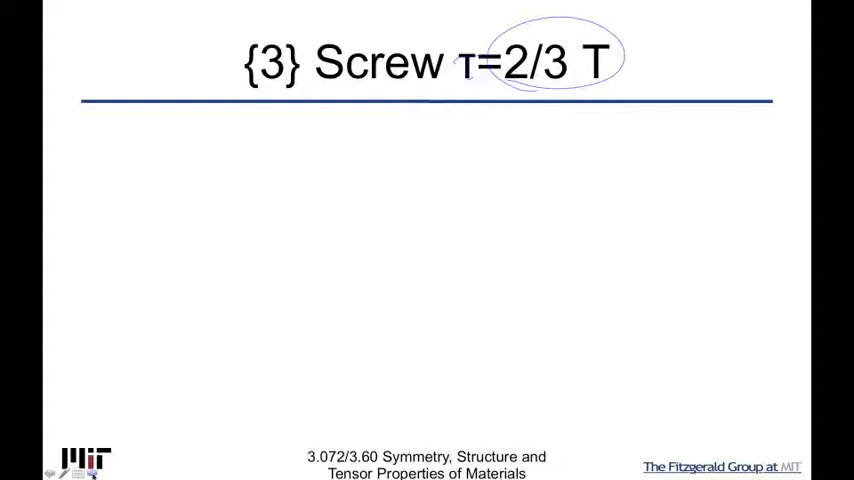 {3} Screw τ=2/3 T
MIT
3.072/3.60 Symmetry, Structure and
Tensor Properties of Materials
The Fitzgerald Group at MIT